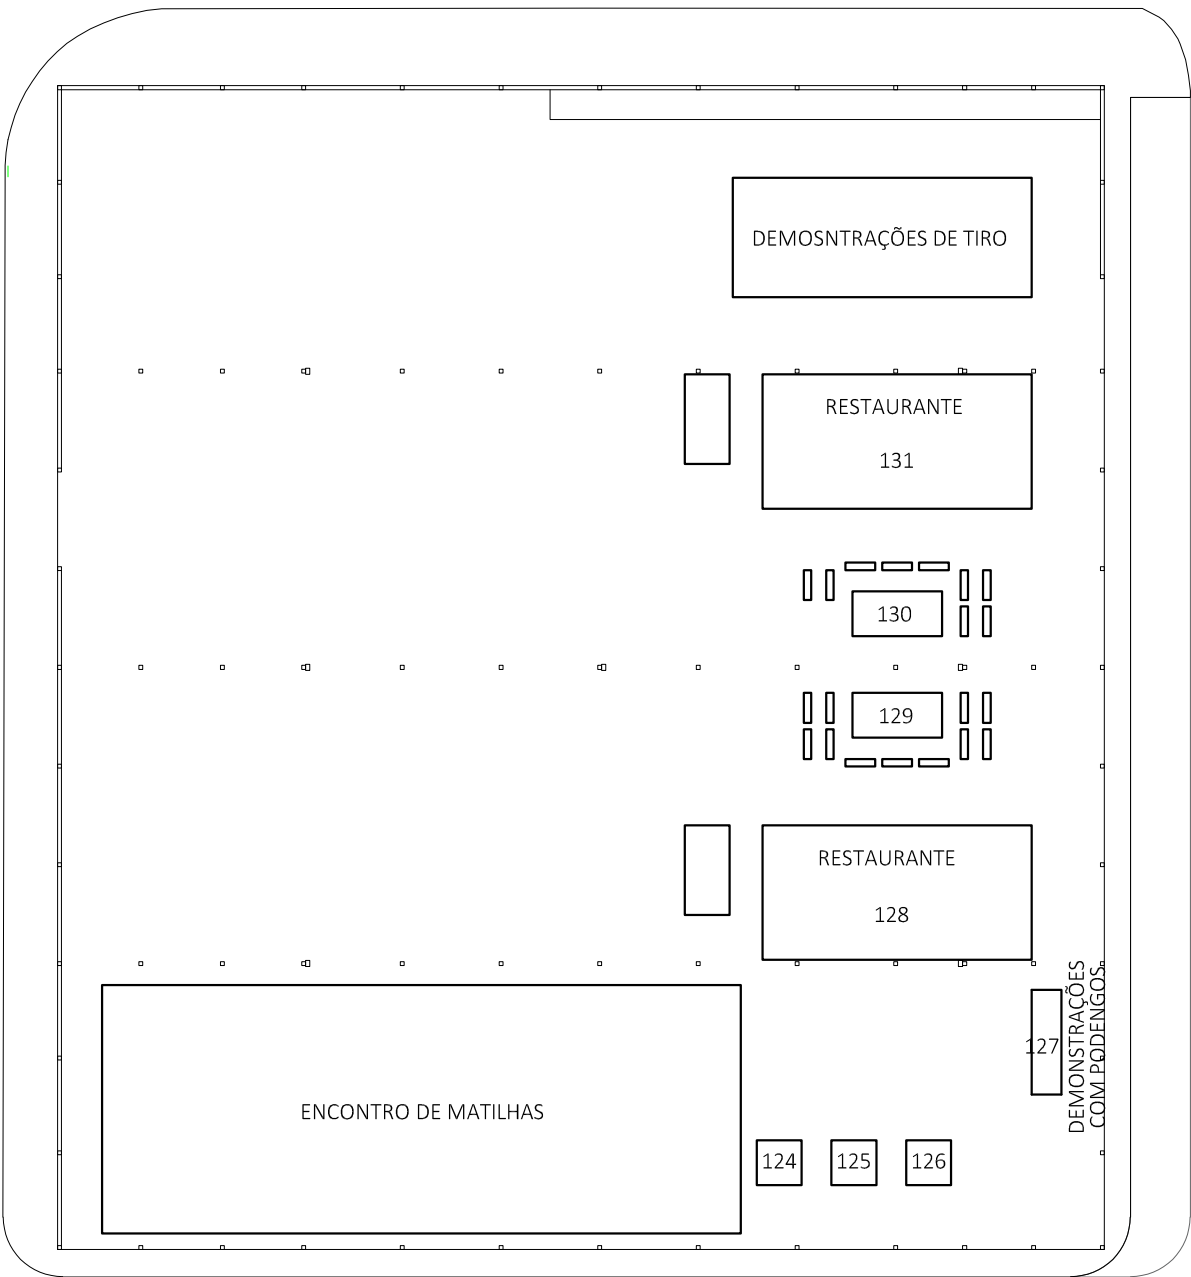 DEMOSNTRAÇÕES DE TIRO
RESTAURANTE
131
130
129
RESTAURANTE
128
DEMONSTRAÇÕES
COM PODENGOS
127
ENCONTRO DE MATILHAS
124
125
126